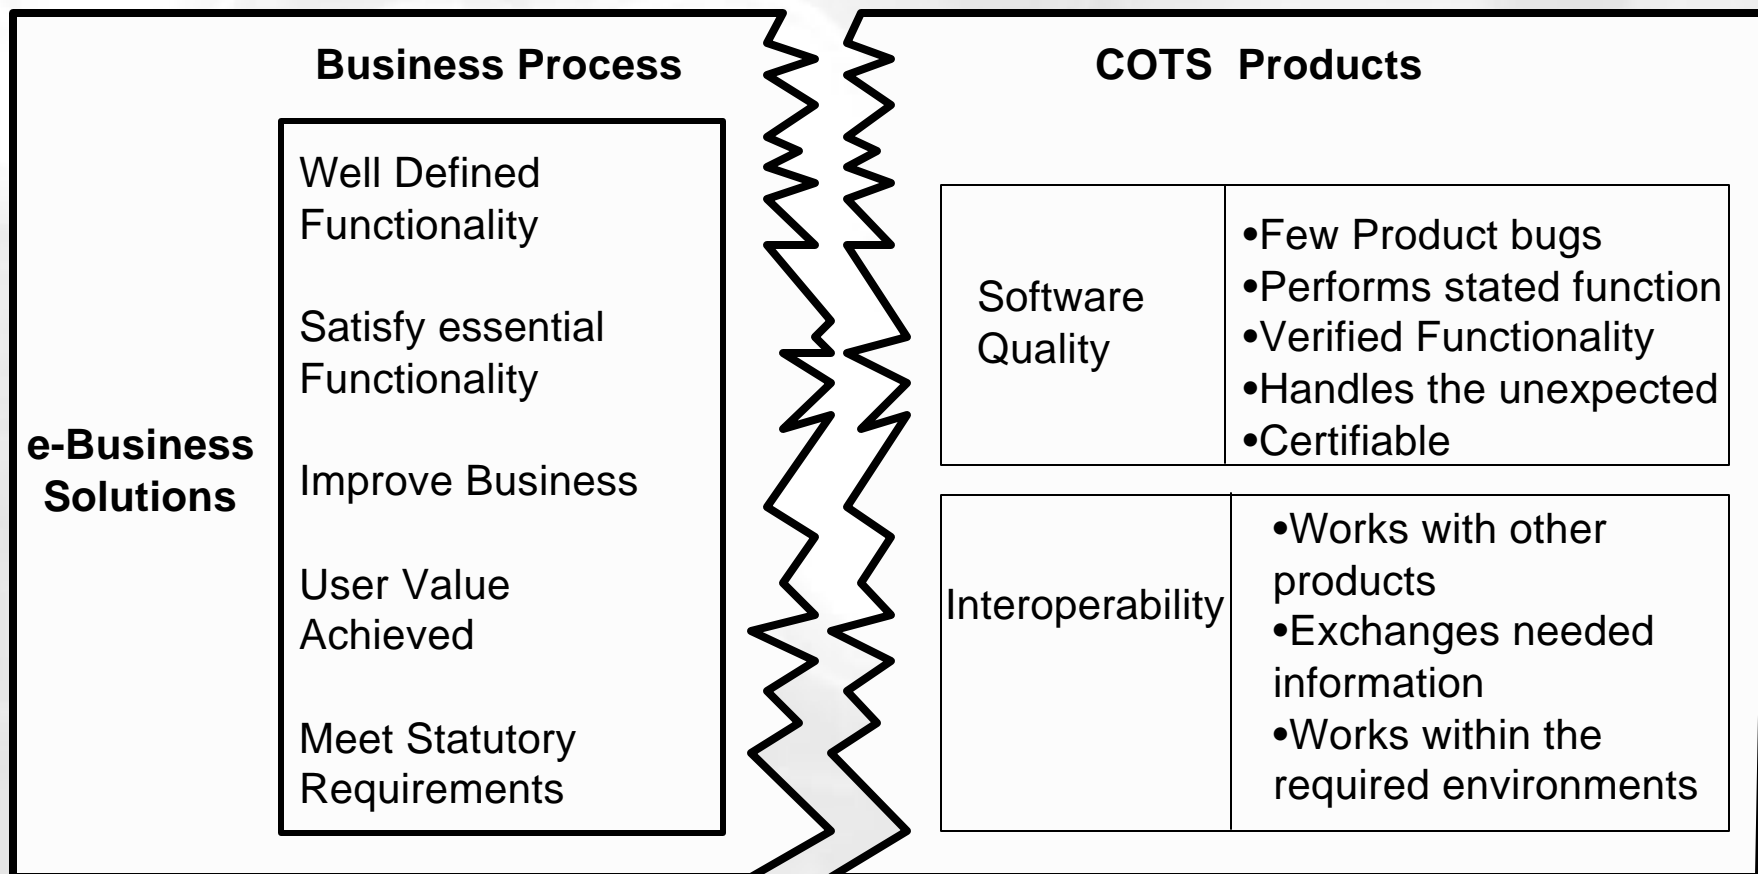 Business Process
COTS Products
e-Business
Solutions
Well Defined
Functionality
Satisfy essential
Functionality
Improve Business
User Value
Achieved
Meet Statutory
Requirements
Software
Quality
•Few Product bugs
•Performs stated function
•Verified Functionality
•Handles the unexpected
•Certifiable
Interoperability
•Works with other
products
•Exchanges needed
information
•Works within the
required environments